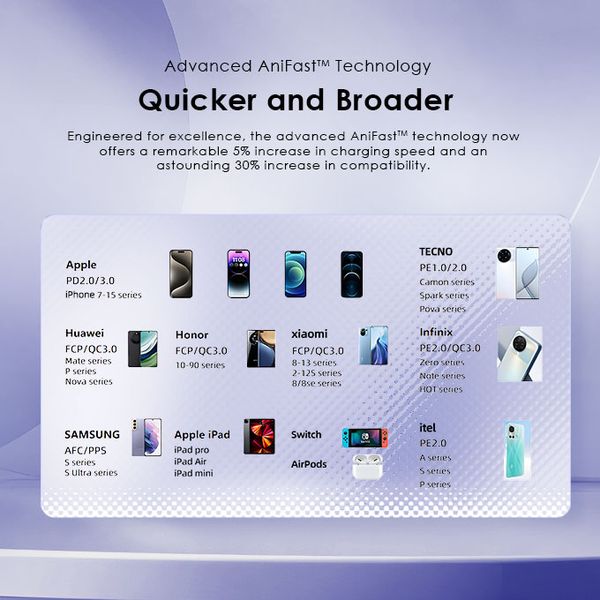 Advanced AniFast™ Technology
Quicker and Broader
Engineered for excellence, the advanced AniFast™ technology now
offers a remarkable 5% increase in charging speed and an
astounding 30% increase in compatibility.
Apple
PD2.0/3.0
iPhone 7-15 series
TECNO
PE1.0/2.0
Camon series
Spark series
Pova series
Huawei
FCP/QC3.0
Mate series
P series
Nova series
Honor
FCP/QC3.0
10-90 series
xiaomi
FCP/QC3.0
8-13 series
2-12S series
8/8se series
Infinix
PE2.0/QC3.0
Zero series
Note series
HOT series
SAMSUNG
AFC/PPS
S series
S Ultra series
Apple iPad
iPad pro
iPad Air
iPad mini
Switch
AirPods
itel
PE2.0
A series
S series
P series